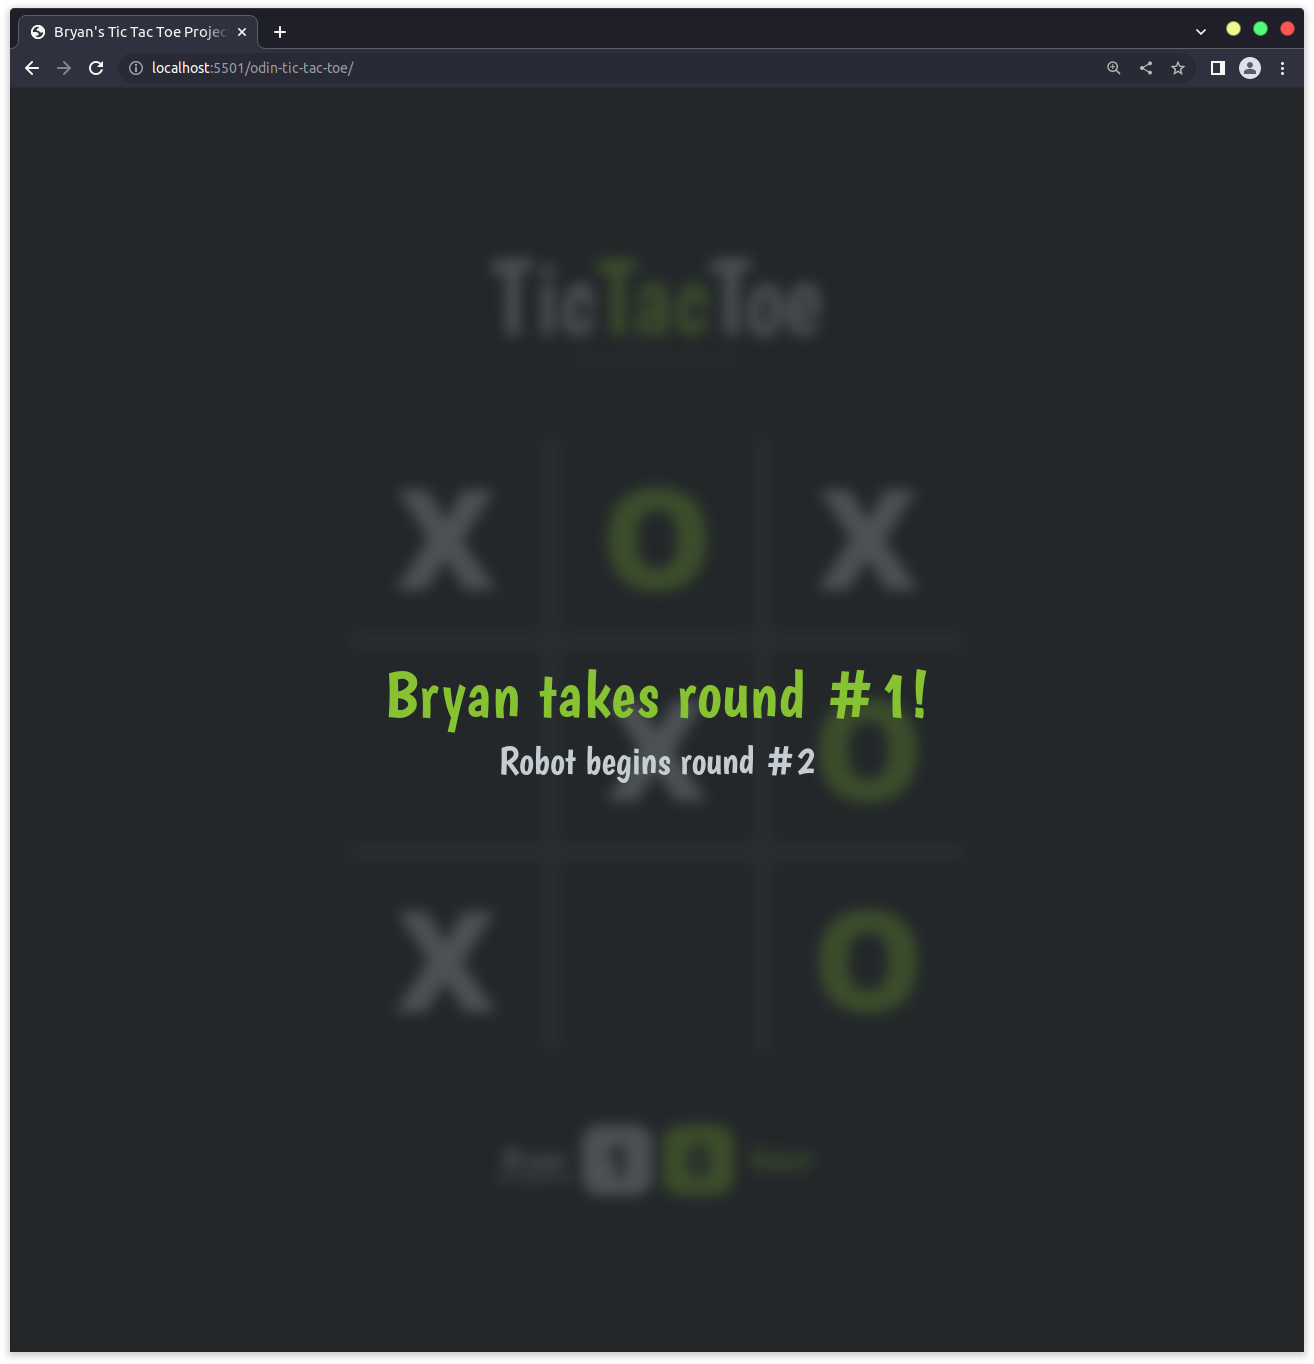 Bryan's Tic Tac Toe Projec
localhost:5501/odin-tic-tac-toe/
TicTacToe
X O X
Bryan takes round #1!
X O
Robot begins round #2
X O
Bryan 1 0 Robot